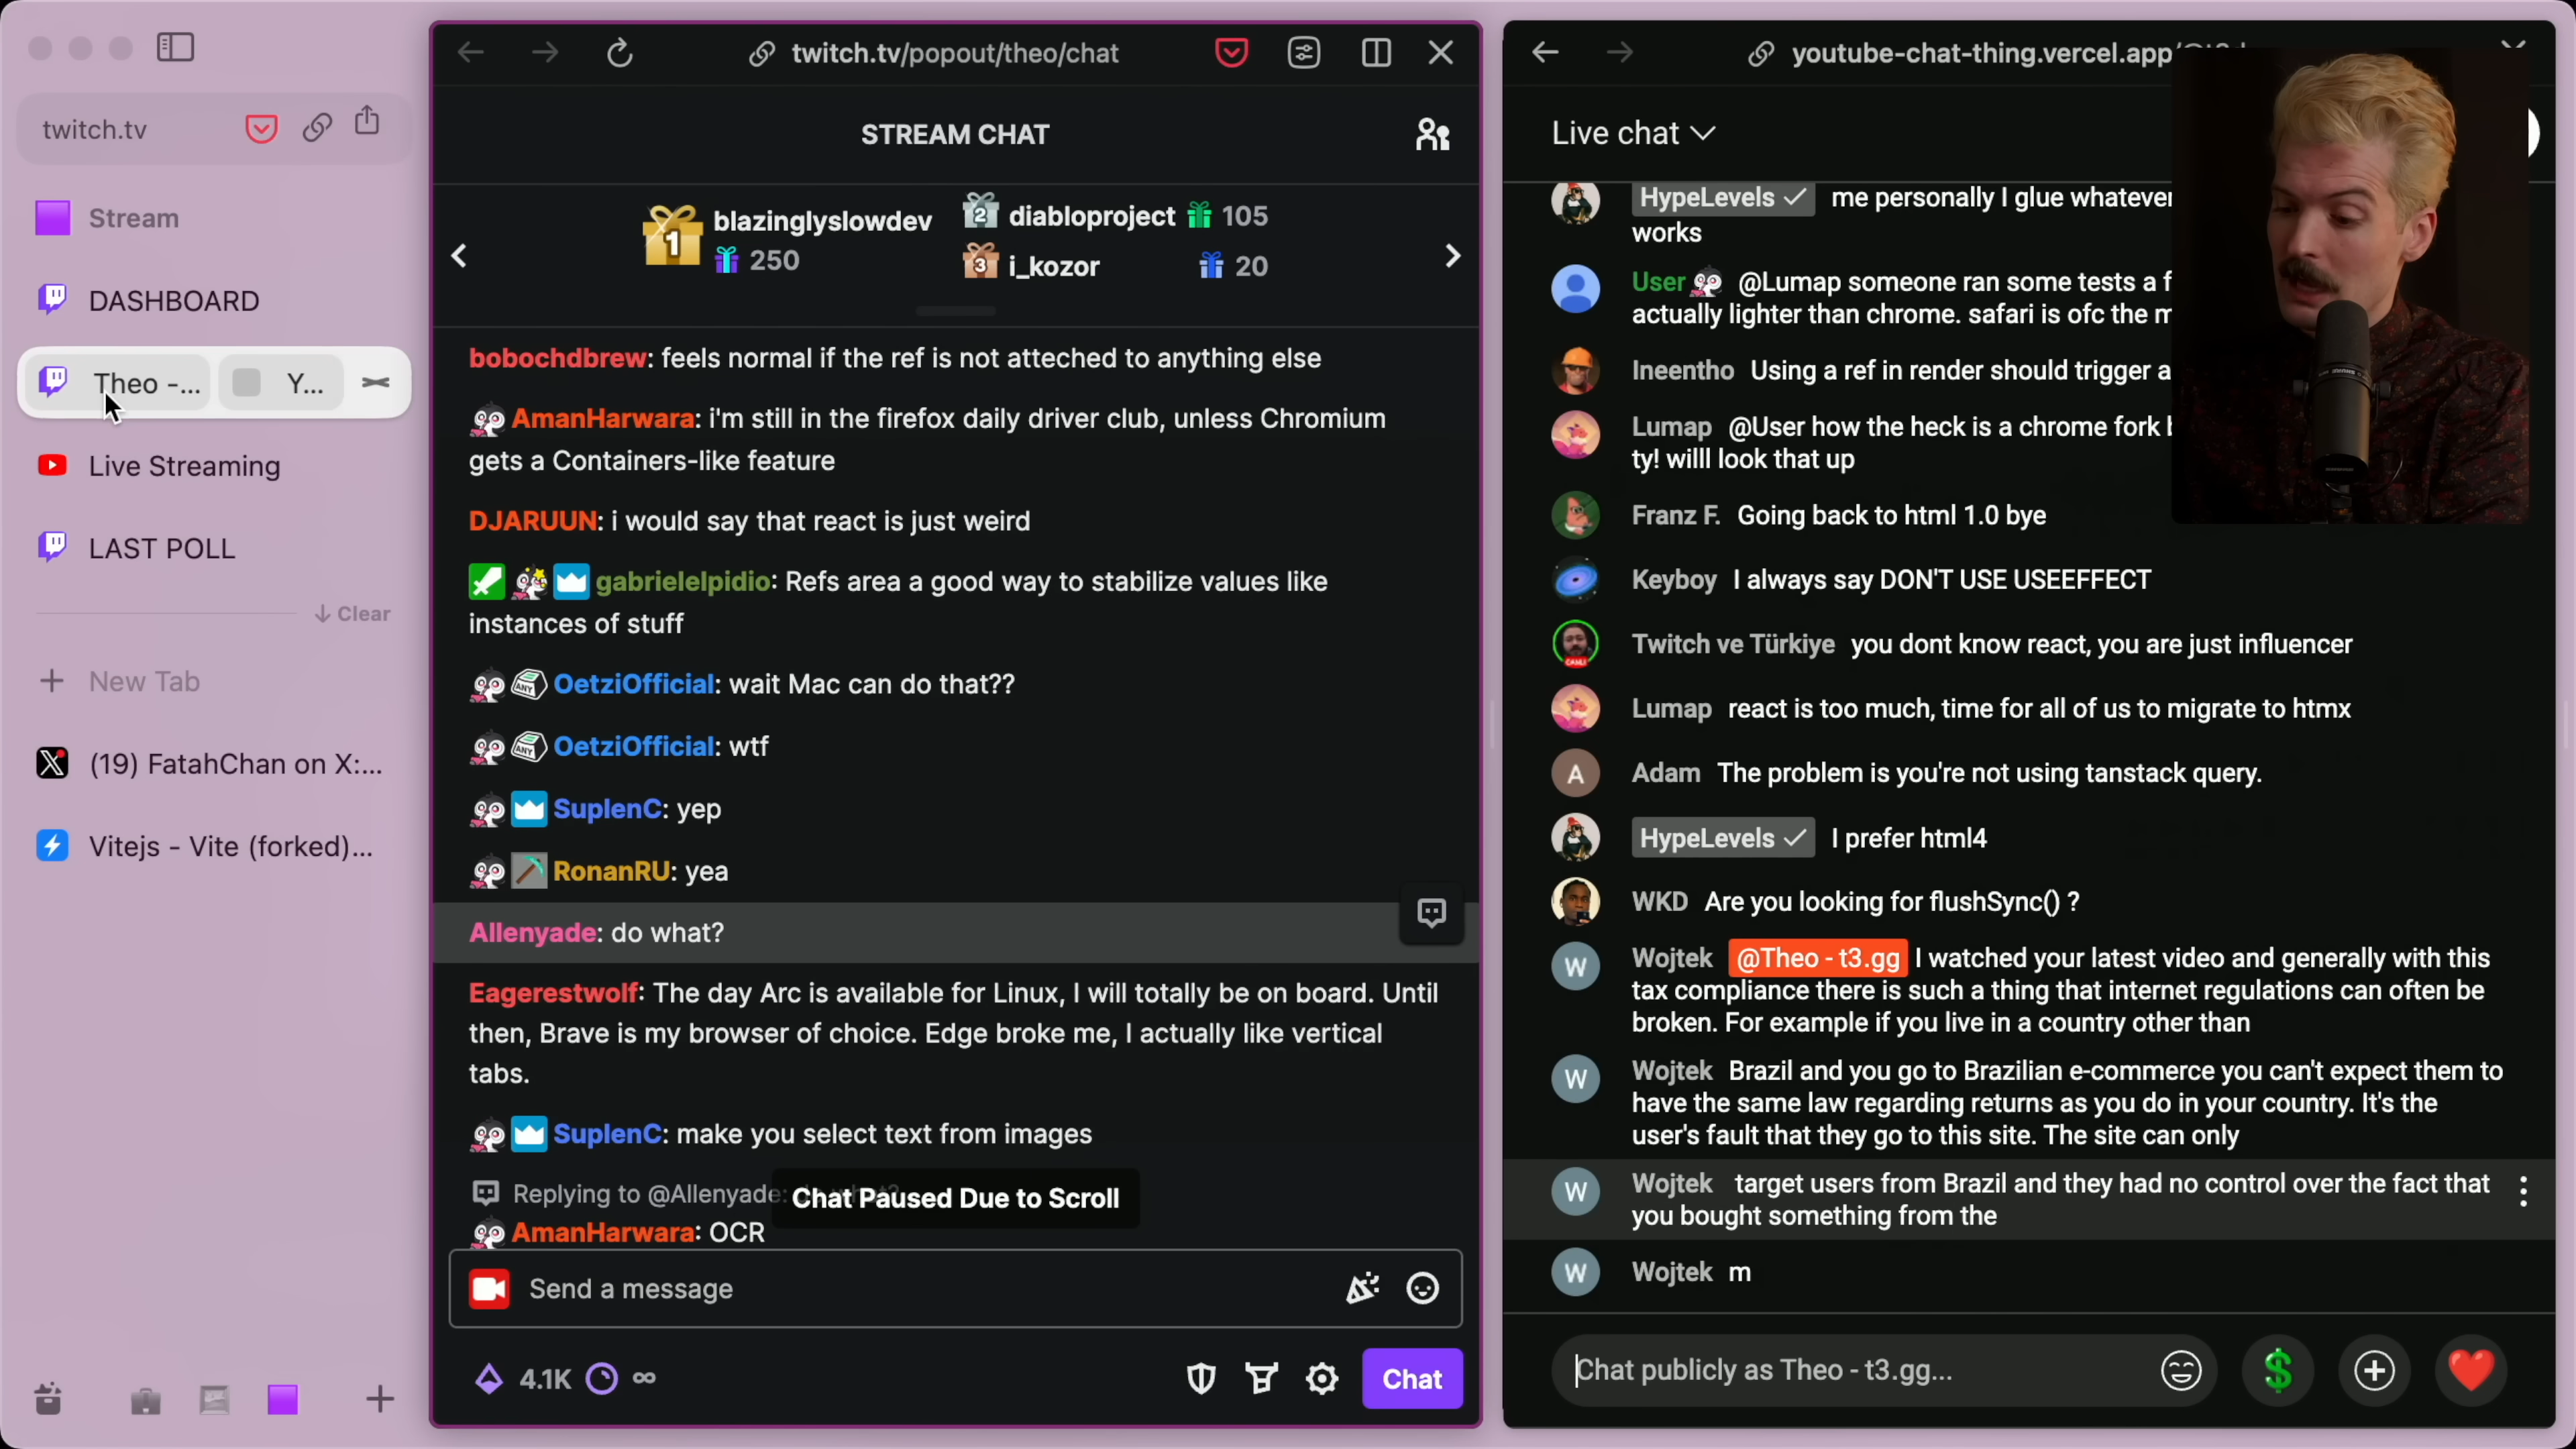 twitch.tv
Stream
DASHBOARD
Theo -...
Y...
Live Streaming
LAST POLL
Clear
New Tab
(19) FatahChan on X:...
Vitejs - Vite (forked)...
twitch.tv/popout/theo/chat
STREAM CHAT
1
blazinglyslowdev
250
2 diabloproject 105
3 i_kozor 20
bobochdbrew: feels normal if the ref is not atteched to anything else
AmanHarwara: i'm still in the firefox daily driver club, unless Chromium
gets a Containers-like feature
DJARUUN: i would say that react is just weird
gabrielelpidio: Refs area a good way to stabilize values like
instances of stuff
ANY OetziOfficial: wait Mac can do that??
ANY OetziOfficial: wtf
SuplenC: yep
RonanRU: yea
Allenyade: do what?
Eagerestwolf: The day Arc is available for Linux, I will totally be on board. Until
then, Brave is my browser of choice. Edge broke me, I actually like vertical
tabs.
SuplenC: make you select text from images
Replying to @Allenyade:
Chat Paused Due to Scroll
AmanHarwara: OCR
Send a message
4.1K ∞
Chat
youtube-chat-thing.vercel.app/
Live chat
HypeLevels me personally I glue whatever
works
User @Lumap someone ran some tests a
actually lighter than chrome. safari is ofc the
Ineentho Using a ref in render should trigger a
Lumap @User how the heck is a chrome fork
ty! will look that up
Franz F. Going back to html 1.0 bye
Keyboy I always say DON'T USE USEEFFECT
CANLI
Twitch ve Türkiye you dont know react, you are just influencer
Lumap react is too much, time for all of us to migrate to htmx
A
Adam The problem is you're not using tanstack query.
HypeLevels I prefer html4
WKD Are you looking for flushSync() ?
W
Wojtek @Theo - t3.gg I watched your latest video and generally with this
tax compliance there is such a thing that internet regulations can often be
broken. For example if you live in a country other than
W
Wojtek Brazil and you go to Brazilian e-commerce you can't expect them to
have the same law regarding returns as you do in your country. It's the
user's fault that they go to this site. The site can only
W
Wojtek target users from Brazil and they had no control over the fact that
you bought something from the
W
Wojtek m
Chat publicly as Theo - t3.gg...